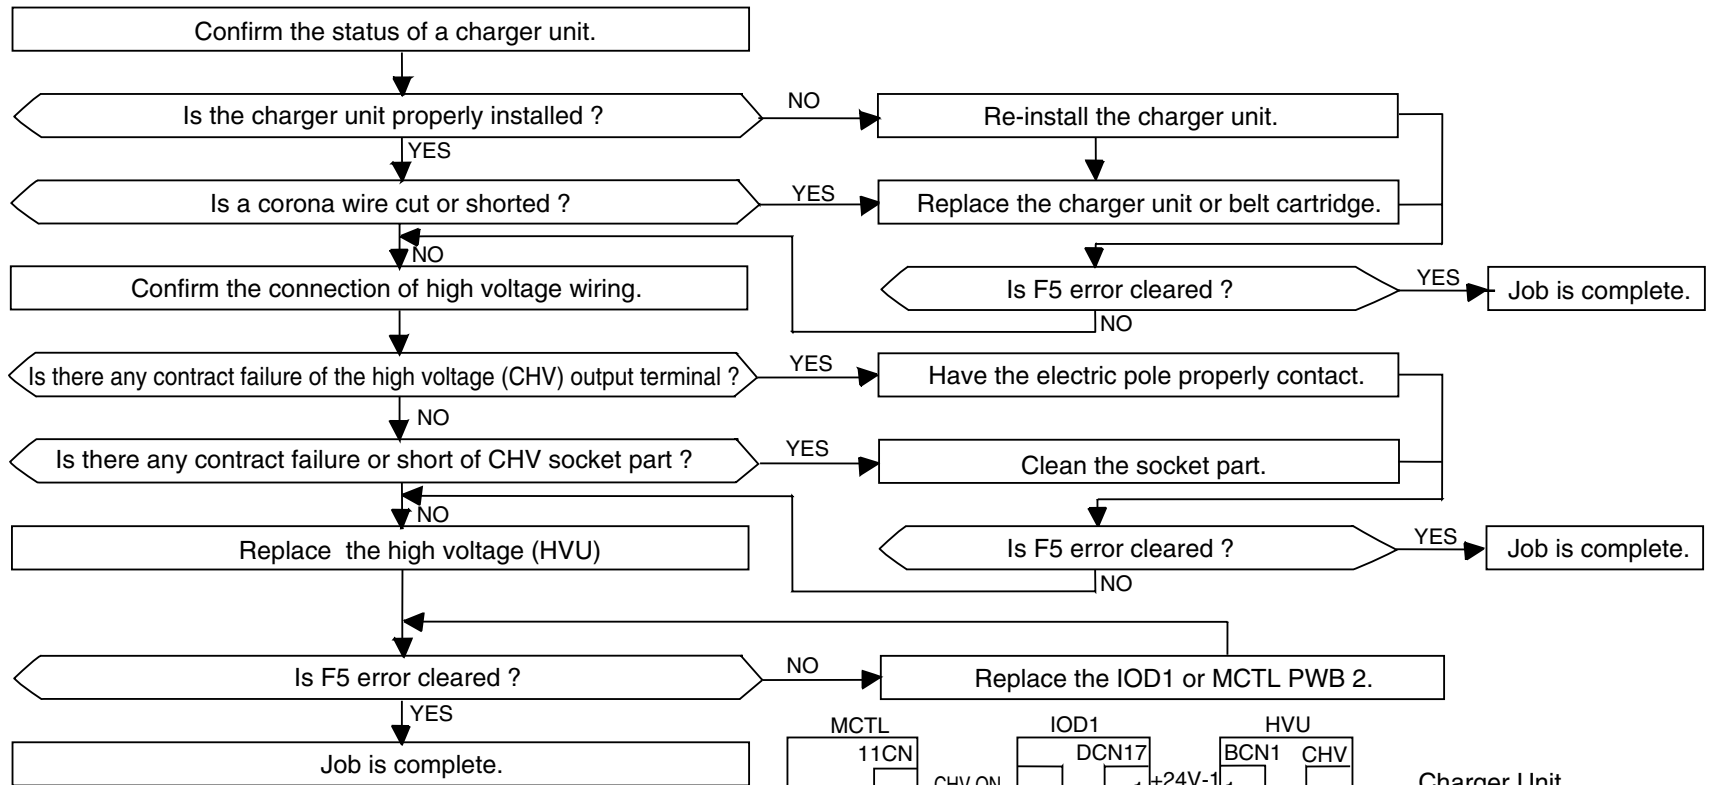 Confirm the status of a charger unit.
Is the charger unit properly installed ?
NO
Re-install the charger unit.
YES
Is a corona wire cut or shorted ?
YES
Replace the charger unit or belt cartridge.
NO
Confirm the connection of high voltage wiring.
Is F5 error cleared ?
YES
Job is complete.
NO
Is there any contract failure of the high voltage (CHV) output terminal ?
YES
Have the electric pole properly contact.
NO
Is there any contract failure or short of CHV socket part ?
YES
Clean the socket part.
NO
Replace the high voltage (HVU)
Is F5 error cleared ?
YES
Job is complete.
NO
Is F5 error cleared ?
NO
Replace the IOD1 or MCTL PWB 2.
YES
Job is complete.
MCTL
IOD1
HVU
11CN
DCN17
BCN1
CHV
CHV ON
+24V-1
Charger Unit